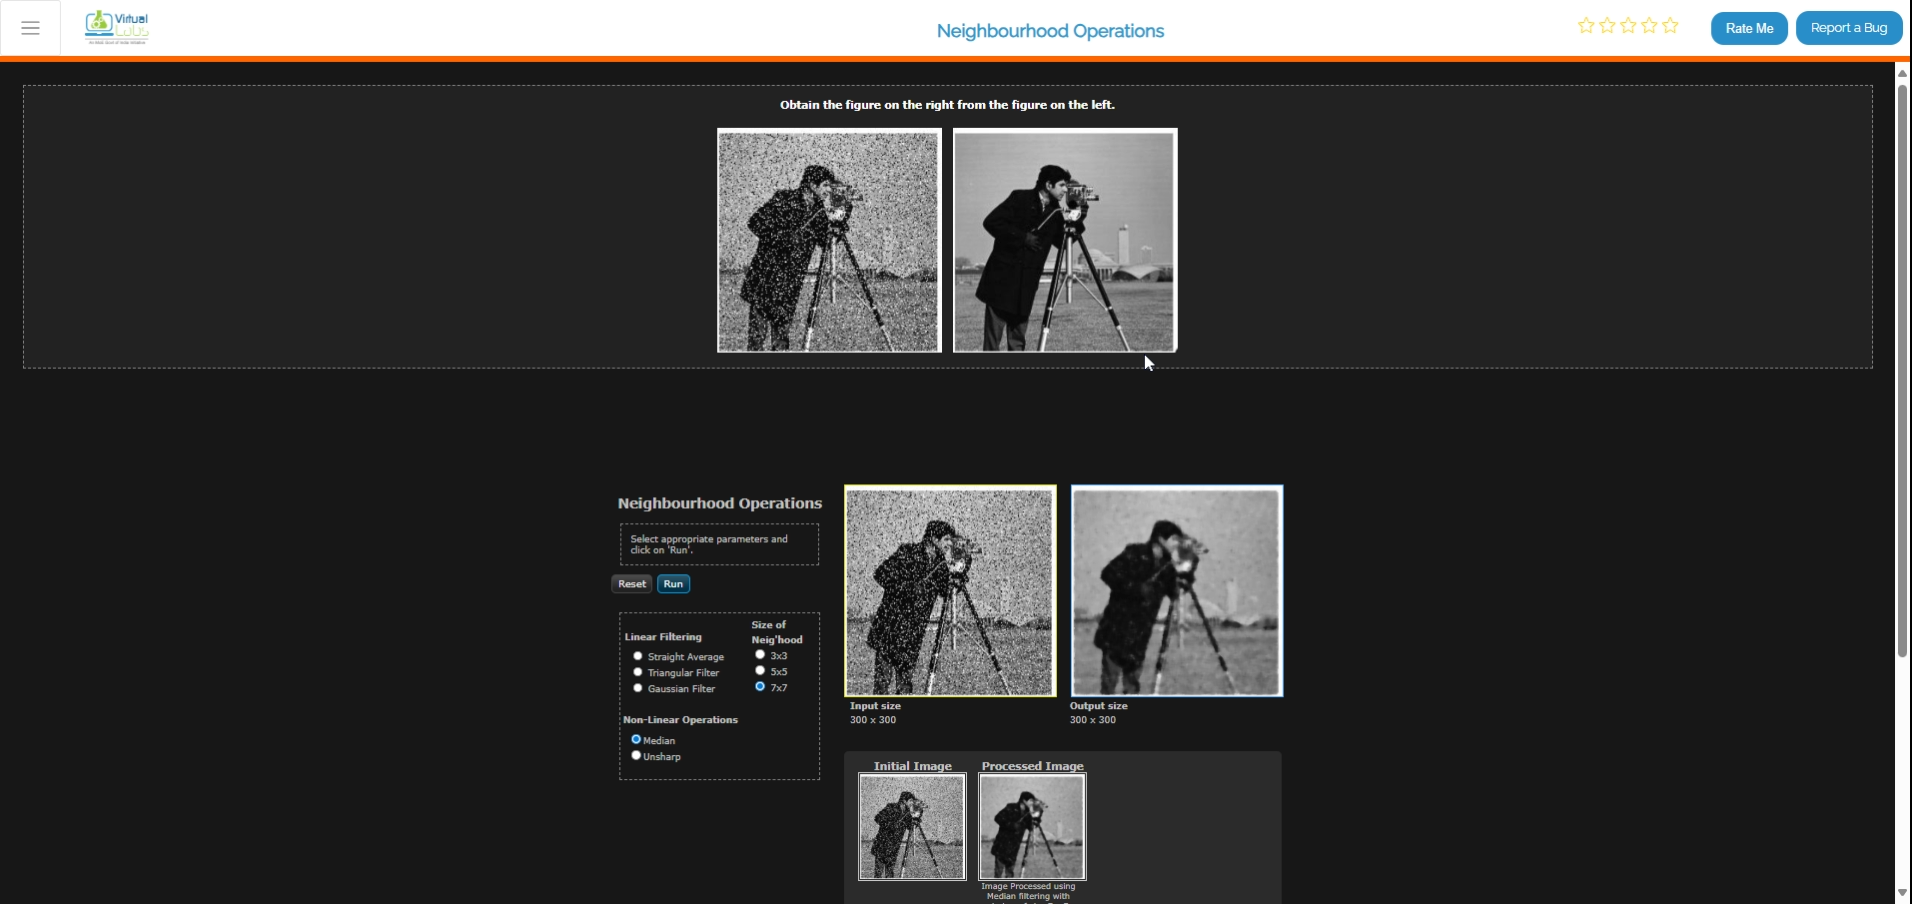 Virtual
Labs
Neighbourhood Operations
Rate Me
Report a Bug
Obtain the figure on the right from the figure on the left.
Neighbourhood Operations
Select appropriate parameters and
click on 'Run'.
Reset
Run
Linear Filtering
Straight Average
Triangular Filter
Gaussian Filter
Size of
Neig'hood
3x3
5x5
7x7
Non-Linear Operations
Median
Unsharp
Input size
300 x 300
Output size
300 x 300
Initial Image
Processed Image
Image Processed using
Median filtering with